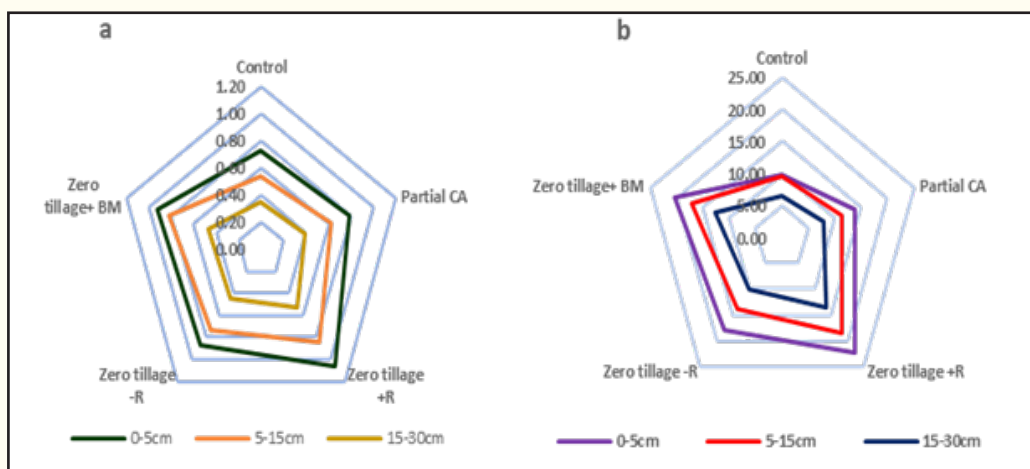 a
Control
1.20
1.00
0.80
0.60
0.40
0.20
0.00
Partial CA
Zero tillage +R
Zero tillage -R
Zero tillage+ BM
0-5cm 5-15cm 15-30cm
b
Control
25.00
20.00
15.00
10.00
5.00
0.00
Partial CA
Zero tillage +R
Zero tillage -R
Zero tillage+ BM
0-5cm 5-15cm 15-30cm